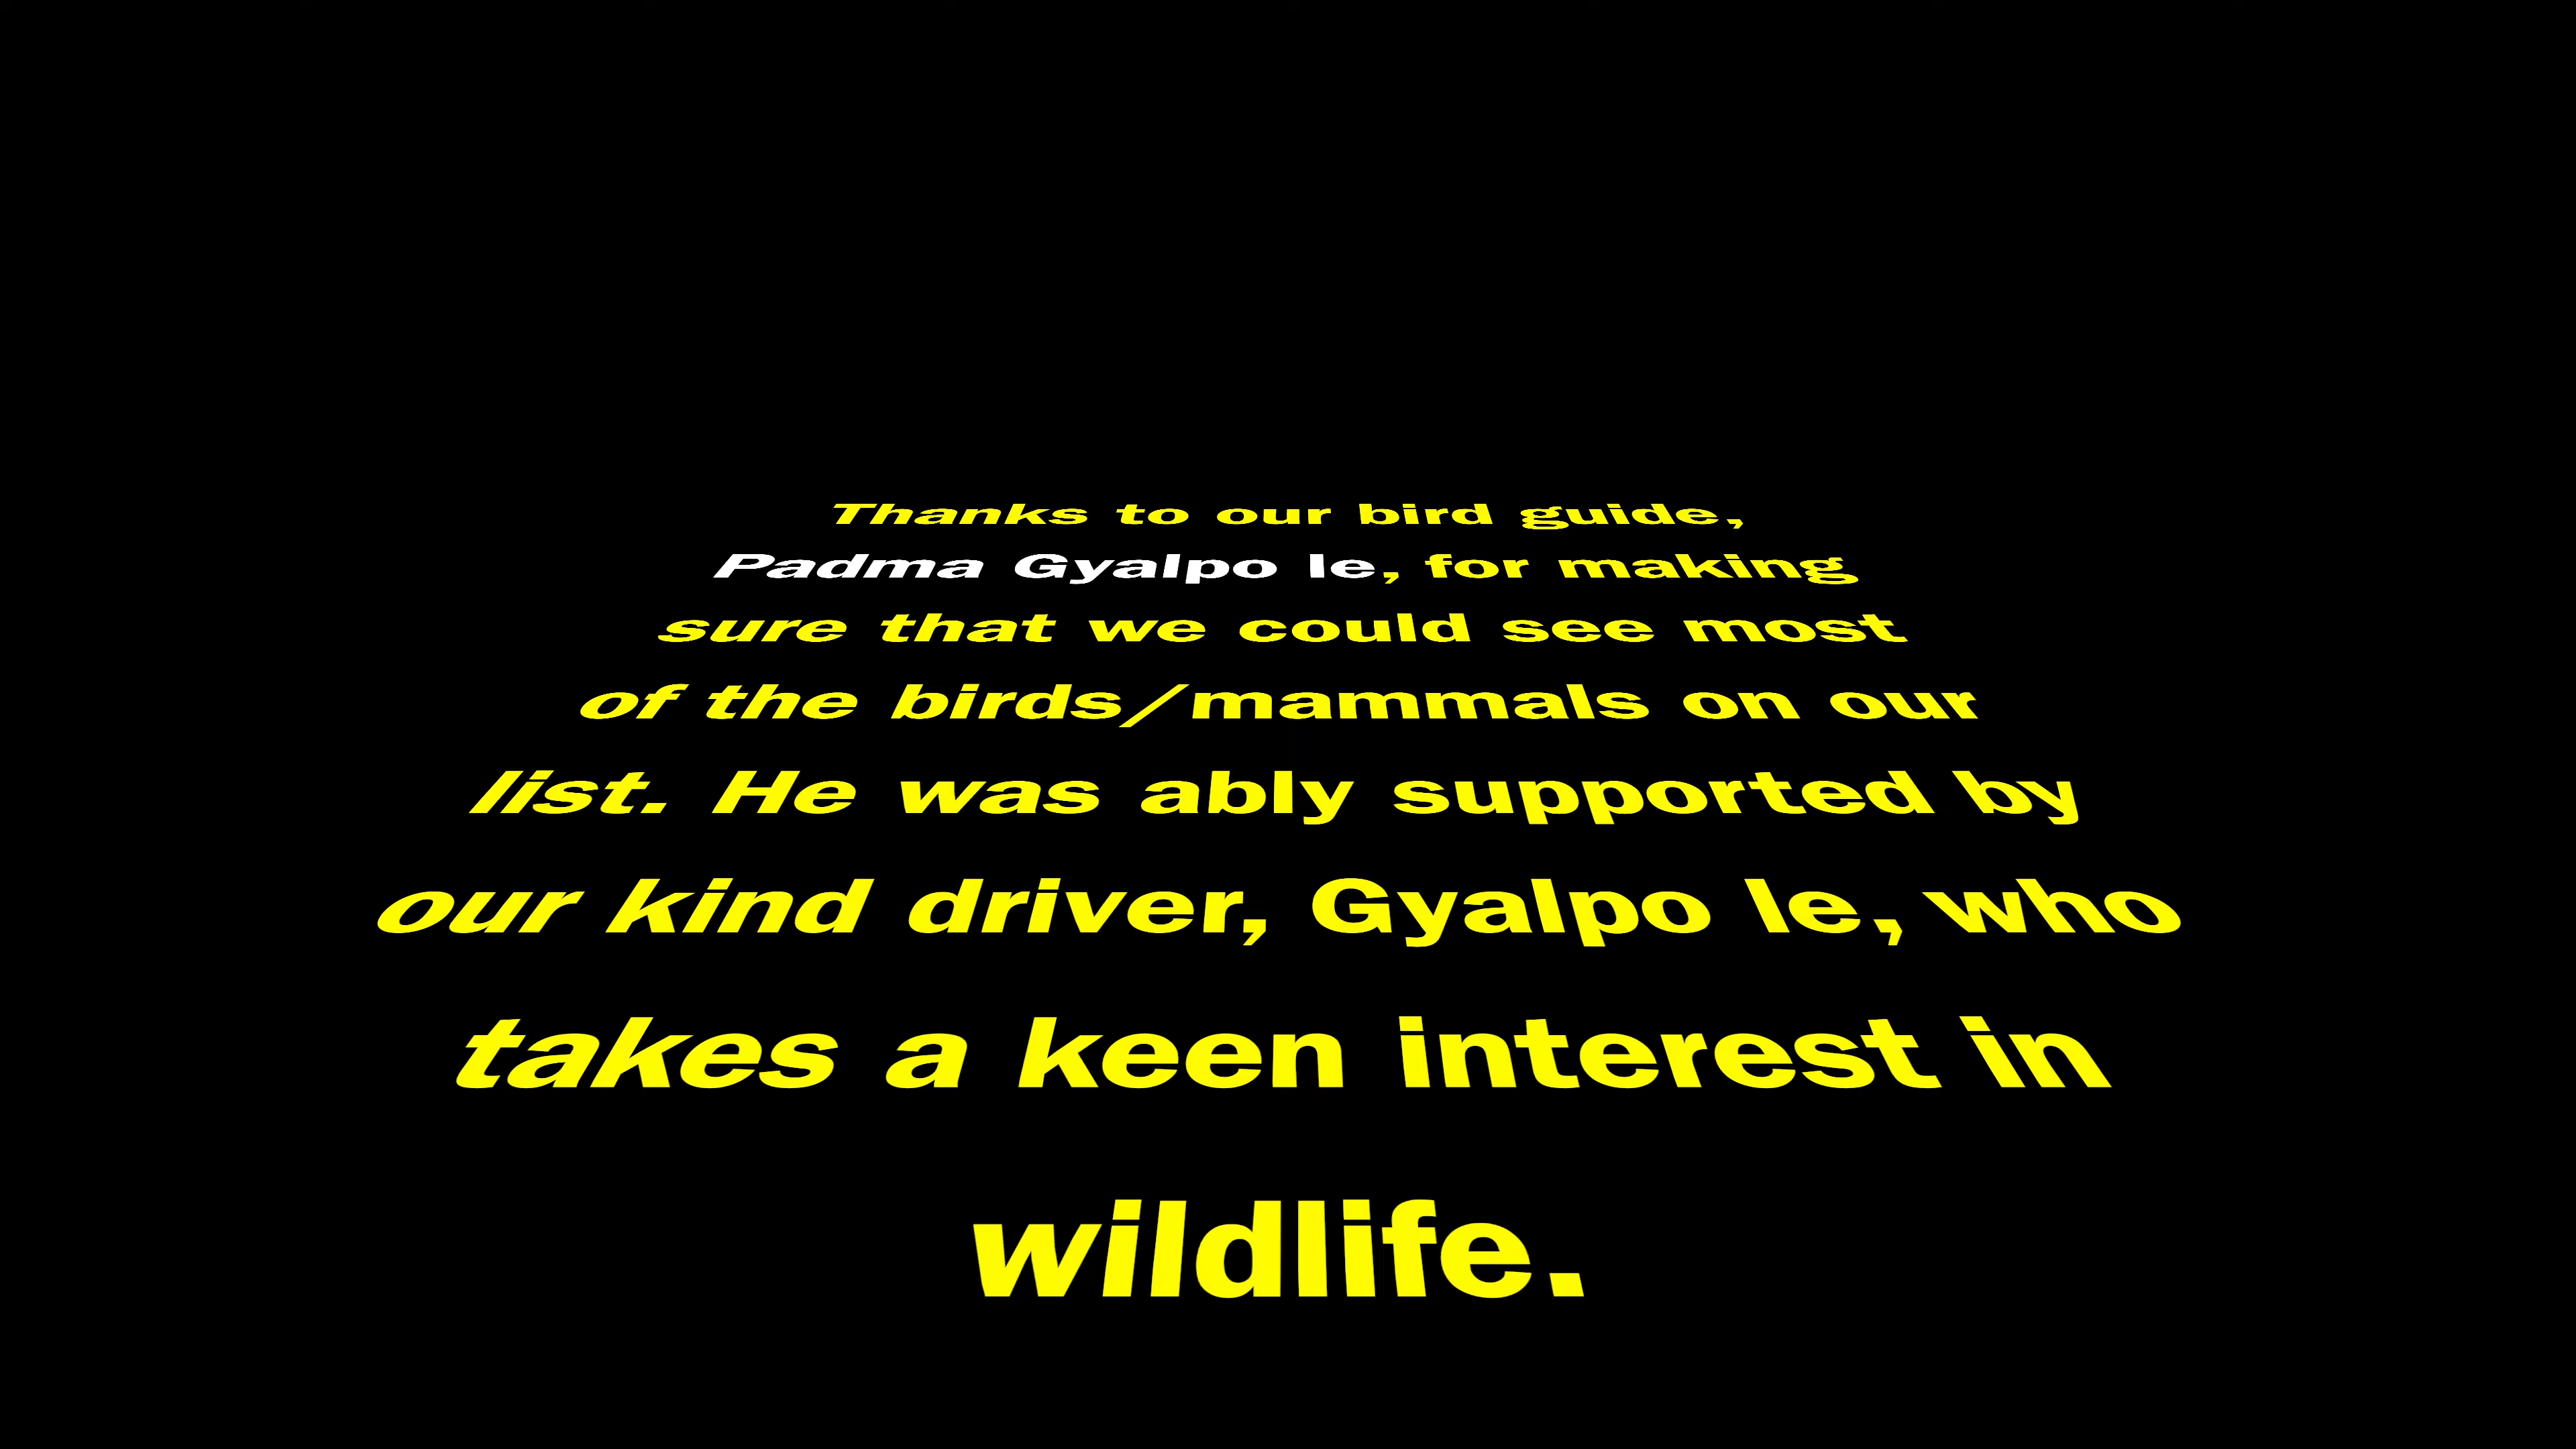 Thanks to our bird guide,
Padma Gyalpo le, for making
sure that we could see most
of the birds/mammals on our
list. He was ably supported by
our kind driver, Gyalpo le, who
takes a keen interest in
wildlife.